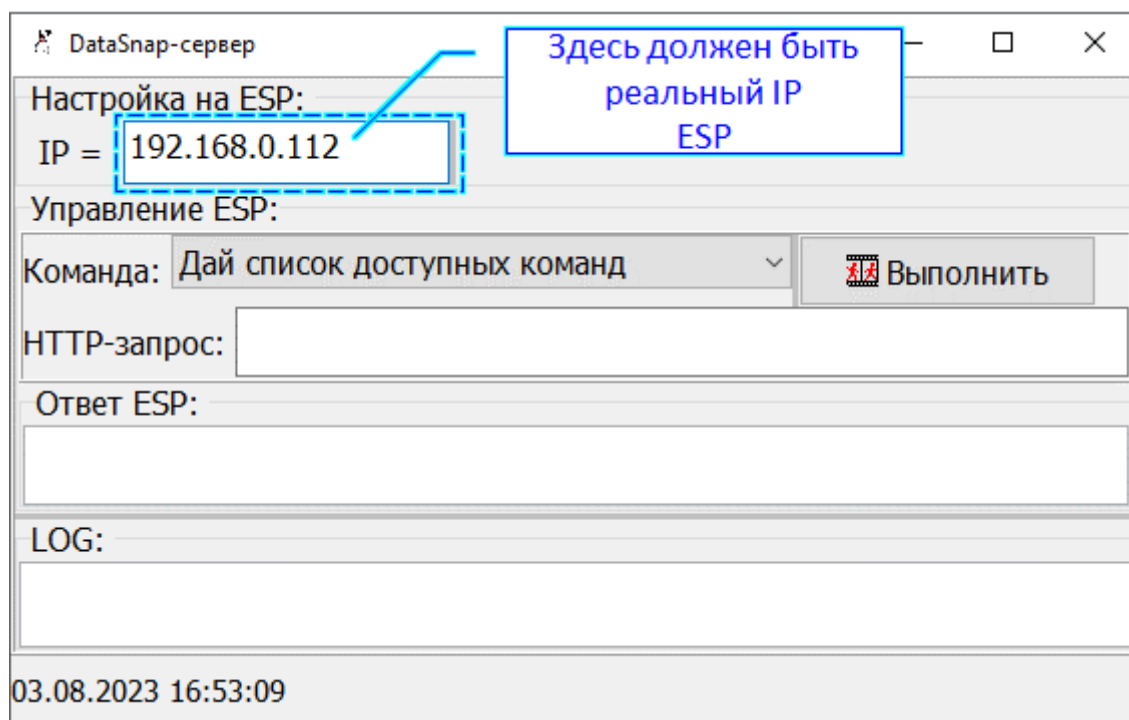 DataSnap-сервер
Здесь должен быть
реальный IP
ESP
Настройка на ESP:
IP = 192.168.0.112
Управление ESP:
Команда: Дай список доступных команд Выполнить
HTTP-запрос:
Ответ ESP:
LOG:
03.08.2023 16:53:09